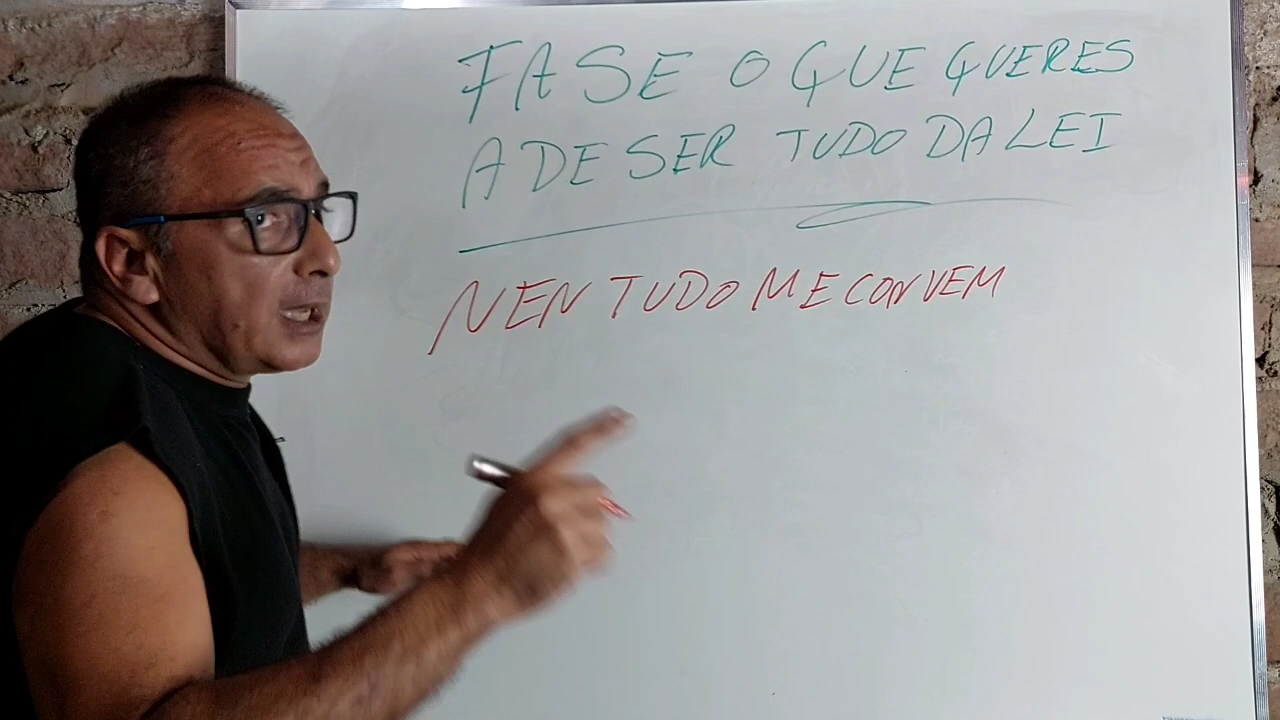 FASE O QUE QUERES
A DE SER TUDO DA LEI
NEN TUDO ME CONVEM